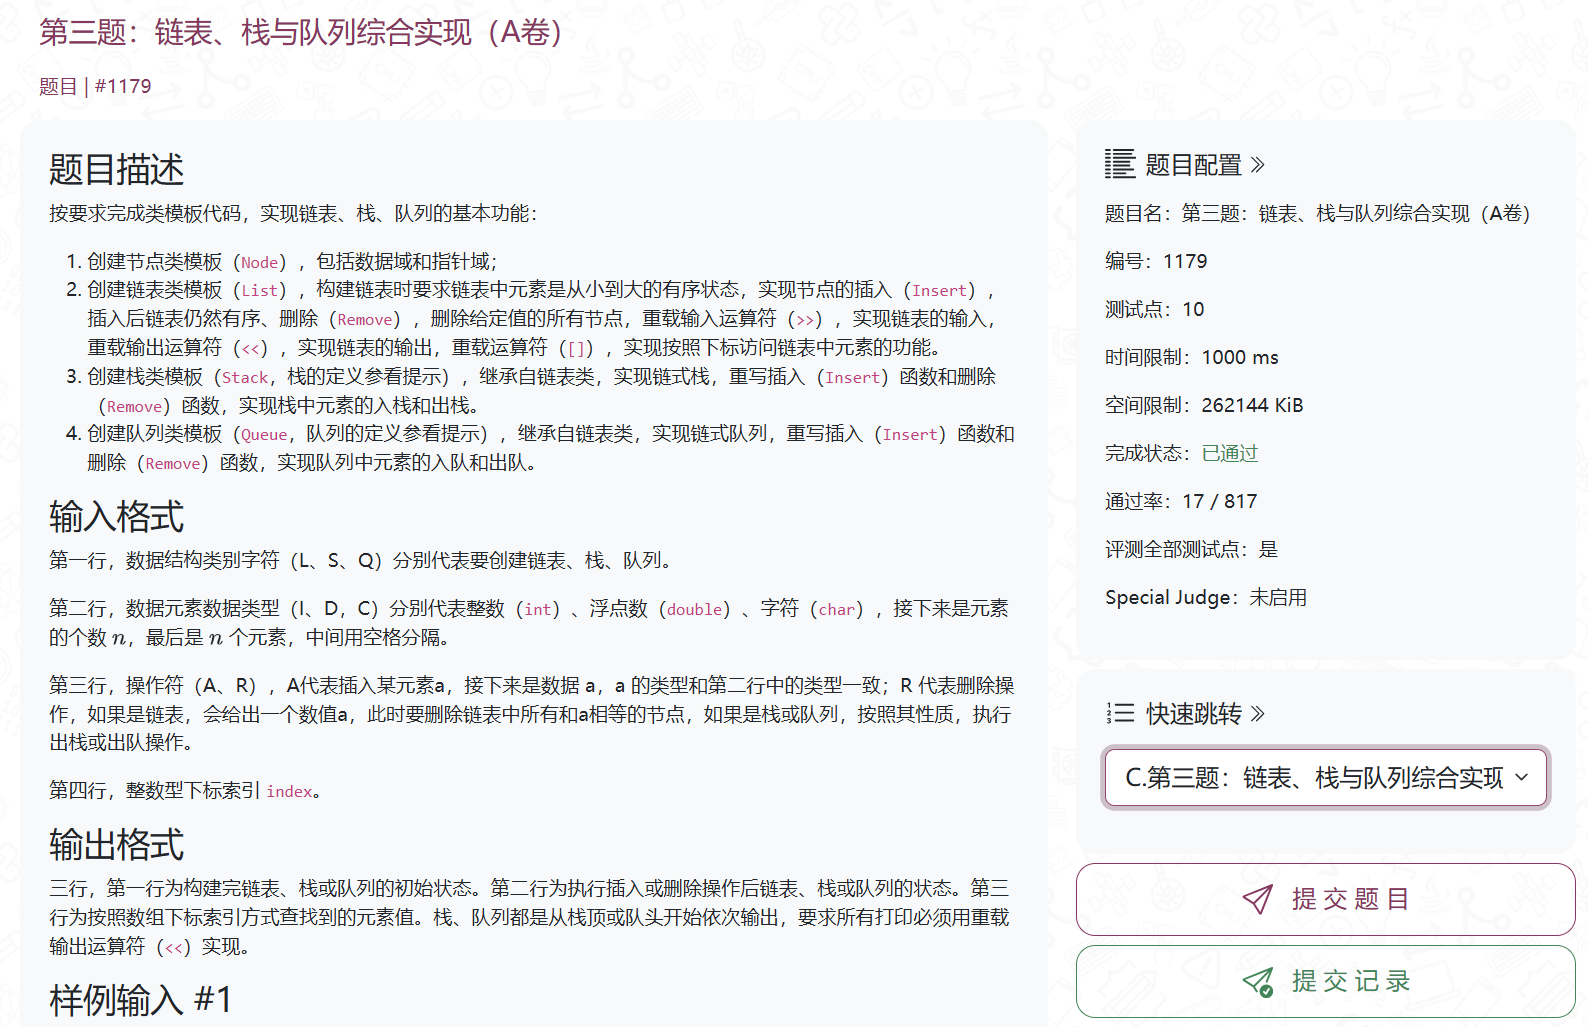 第三题：链表、栈与队列综合实现（A卷）
题目 | #1179
题目描述
按要求完成类模板代码，实现链表、栈、队列的基本功能：
1. 创建节点类模板（Node），包括数据域和指针域；
2. 创建链表类模板（List），构建链表时要求链表中元素是从小到大的有序状态，实现节点的插入（Insert），
插入后链表仍然有序、删除（Remove），删除给定值的所有节点，重载输入运算符（>>），实现链表的输入，
重载输出运算符（<<），实现链表的输出，重载运算符（[]），实现按照下标访问链表中元素的功能。
3. 创建栈类模板（Stack，栈的定义参看提示），继承自链表类，实现链式栈，重写插入（Insert）函数和删除
（Remove）函数，实现栈中元素的入栈和出栈。
4. 创建队列类模板（Queue，队列的定义参看提示），继承自链表类，实现链式队列，重写插入（Insert）函数和
删除（Remove）函数，实现队列中元素的入队和出队。
输入格式
第一行，数据结构类别字符（L、S、Q）分别代表要创建链表、栈、队列。
第二行，数据元素数据类型（I、D，C）分别代表整数（int）、浮点数（double）、字符（char），接下来是元素
的个数 n，最后是 n 个元素，中间用空格分隔。
第三行，操作符（A、R），A代表插入某元素a，接下来是数据 a，a 的类型和第二行中的类型一致；R 代表删除操
作，如果是链表，会给出一个数值a，此时要删除链表中所有和a相等的节点，如果是栈或队列，按照其性质，执行
出栈或出队操作。
第四行，整数型下标索引 index。
输出格式
三行，第一行为构建完链表、栈或队列的初始状态。第二行为执行插入或删除操作后链表、栈或队列的状态。第三
行为按照数组下标索引方式查找到的元素值。栈、队列都是从栈顶或队头开始依次输出，要求所有打印必须用重载
输出运算符（<<）实现。
样例输入 #1
题目配置
题目名：第三题：链表、栈与队列综合实现（A卷）
编号：1179
测试点：10
时间限制：1000 ms
空间限制：262144 KiB
完成状态：已通过
通过率：17 / 817
评测全部测试点：是
Special Judge：未启用
快速跳转
C.第三题：链表、栈与队列综合实现
提交题目
提交记录